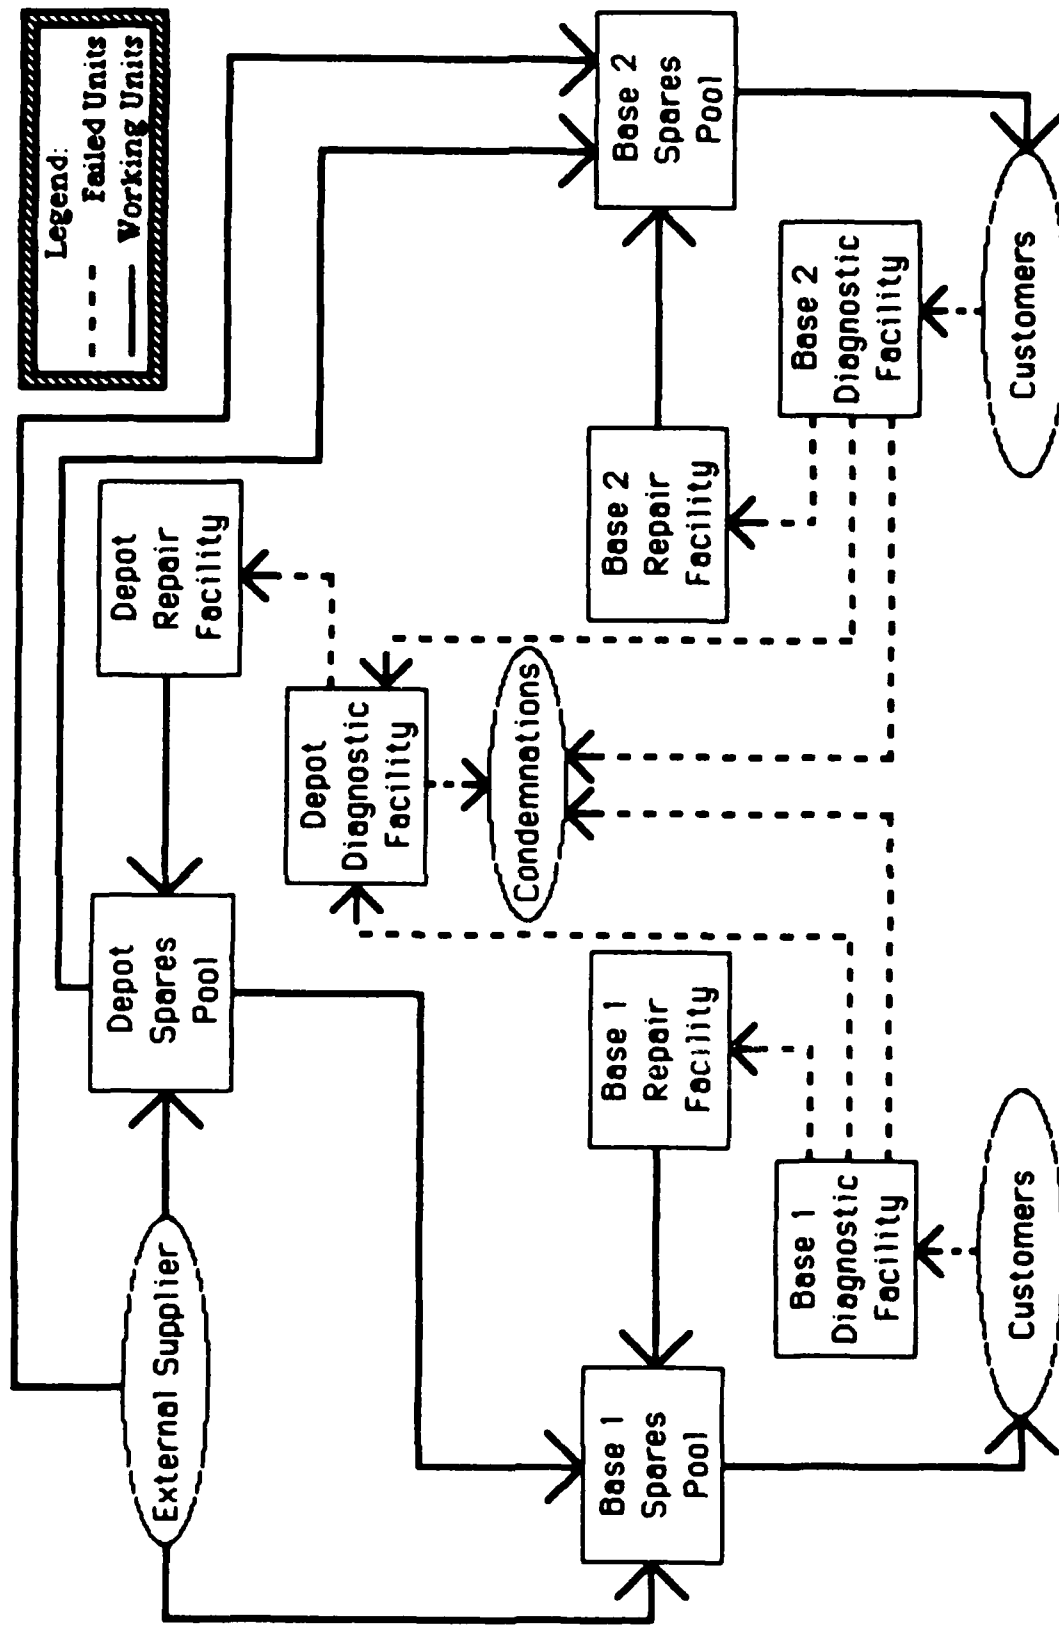 Legend:
Failed Units
Working Units
External Supplier
Depot
Spares
Pool
Depot
Repair
Facility
Depot
Diagnostic
Facility
Condemnations
Base 1
Spares
Pool
Base 1
Repair
Facility
Base 2
Repair
Facility
Base 2
Spares
Pool
Base 1
Diagnostic
Facility
Base 2
Diagnostic
Facility
Customers
Customers